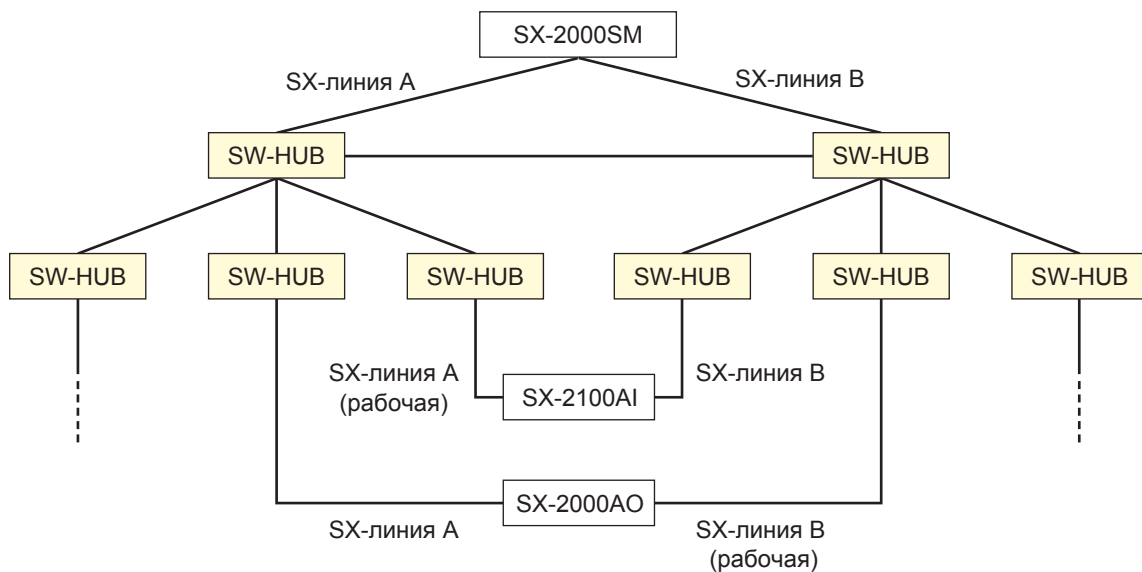 SX-2000SM
SX-линия A
SX-линия B
SW-HUB
SW-HUB
SW-HUB
SW-HUB
SW-HUB
SW-HUB
SW-HUB
SW-HUB
SX-линия A
(рабочая)
SX-2100AI
SX-линия B
SX-2000AO
SX-линия A
SX-линия B
(рабочая)